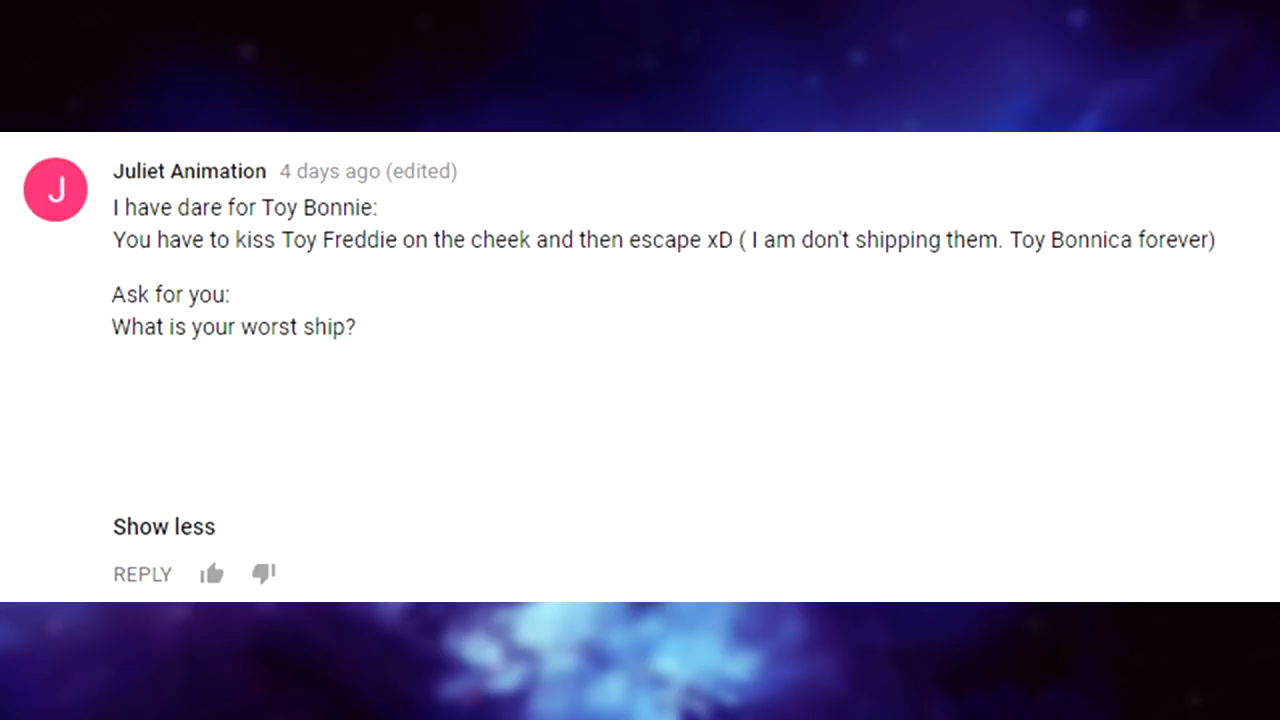 J
Juliet Animation 4 days ago (edited)
I have dare for Toy Bonnie:
You have to kiss Toy Freddie on the cheek and then escape xD ( I am don't shipping them. Toy Bonnica forever)
Ask for you:
What is your worst ship?
Show less
REPLY